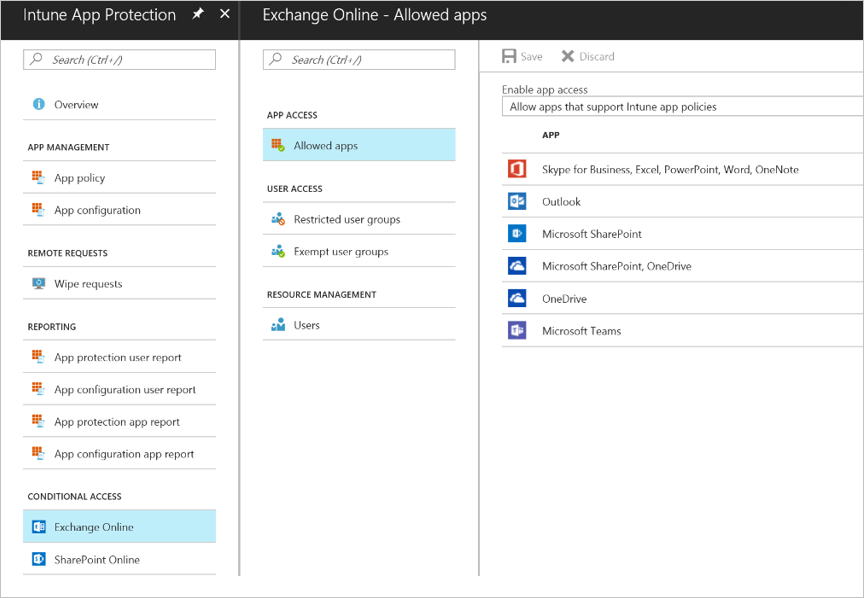 Intune App Protection
Search (Ctrl+/)
Overview
APP MANAGEMENT
App policy
App configuration
REMOTE REQUESTS
Wipe requests
REPORTING
App protection user report
App configuration user report
App protection app report
App configuration app report
CONDITIONAL ACCESS
Exchange Online
SharePoint Online
Exchange Online - Allowed apps
Search (Ctrl+/)
APP ACCESS
Allowed apps
USER ACCESS
Restricted user groups
Exempt user groups
RESOURCE MANAGEMENT
Users
Save Discard
Enable app access
Allow apps that support Intune app policies
APP
Skype for Business, Excel, PowerPoint, Word, OneNote
Outlook
Microsoft SharePoint
Microsoft SharePoint, OneDrive
OneDrive
Microsoft Teams